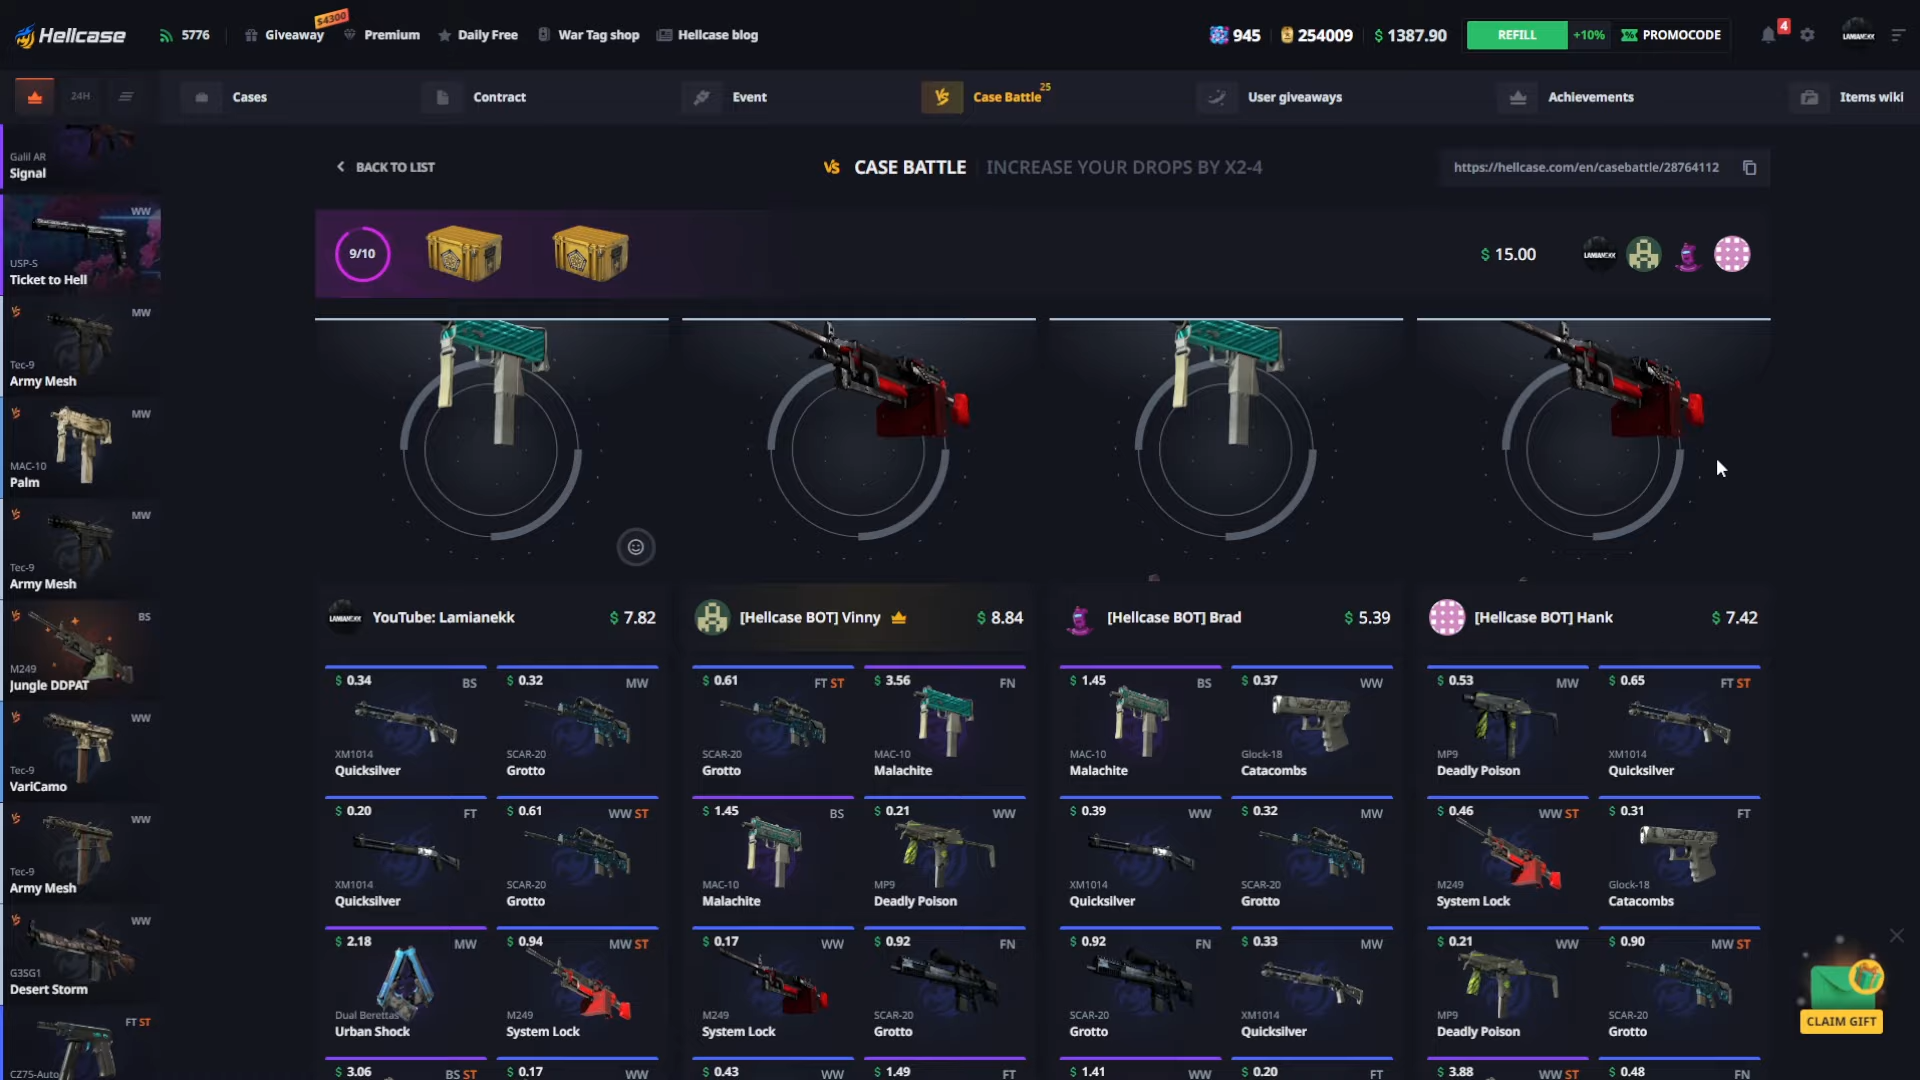 Hellcase
5776
Giveaway
$4300
Premium
Daily Free
War Tag shop
Hellcase blog
945
254009
$ 1387.90
REFILL
+10%
PROMOCODE
4
LAMIANEKK
24H
Cases
Contract
Event
VS
Case Battle
25
User giveaways
Achievements
Items wiki
Galil AR
Signal
WW
USP-S
Ticket to Hell
MW
Tec-9
Army Mesh
MW
MAC-10
Palm
MW
Tec-9
Army Mesh
BS
M249
Jungle DDPAT
WW
Tec-9
VariCamo
WW
Tec-9
Army Mesh
WW
G3SG1
Desert Storm
FT ST
CZ75-Auto
BACK TO LIST
VS CASE BATTLE
INCREASE YOUR DROPS BY X2-4
https://hellcase.com/en/casebattle/28764112
9/10
$ 15.00
LAMIANEKK
LAMIANEKK
YouTube: Lamianekk
$ 7.82
[Hellcase BOT] Vinny
$ 8.84
[Hellcase BOT] Brad
$ 5.39
[Hellcase BOT] Hank
$ 7.42
$ 0.34 BS
XM1014
Quicksilver
$ 0.32 MW
SCAR-20
Grotto
$ 0.61 FT ST
SCAR-20
Grotto
$ 3.56 FN
MAC-10
Malachite
$ 1.45 BS
MAC-10
Malachite
$ 0.37 WW
Glock-18
Catacombs
$ 0.53 MW
MP9
Deadly Poison
$ 0.65 FT ST
XM1014
Quicksilver
$ 0.20 FT
XM1014
Quicksilver
$ 0.61 WW ST
SCAR-20
Grotto
$ 1.45 BS
MAC-10
Malachite
$ 0.21 WW
MP9
Deadly Poison
$ 0.39 WW
XM1014
Quicksilver
$ 0.32 MW
SCAR-20
Grotto
$ 0.46 WW ST
M249
System Lock
$ 0.31 FT
Glock-18
Catacombs
$ 2.18 MW
Dual Berettas
Urban Shock
$ 0.94 MW ST
M249
System Lock
$ 0.17 WW
M249
System Lock
$ 0.92 FN
SCAR-20
Grotto
$ 0.92 FN
SCAR-20
Grotto
$ 0.33 MW
XM1014
Quicksilver
$ 0.21 WW
MP9
Deadly Poison
$ 0.90 MW ST
SCAR-20
Grotto
$ 3.06 BS ST
$ 0.17 WW
$ 0.43 WW
$ 1.49 FT
$ 1.41 WW
$ 0.20 FT
$ 3.88 WW ST
$ 0.48 FN
CLAIM GIFT